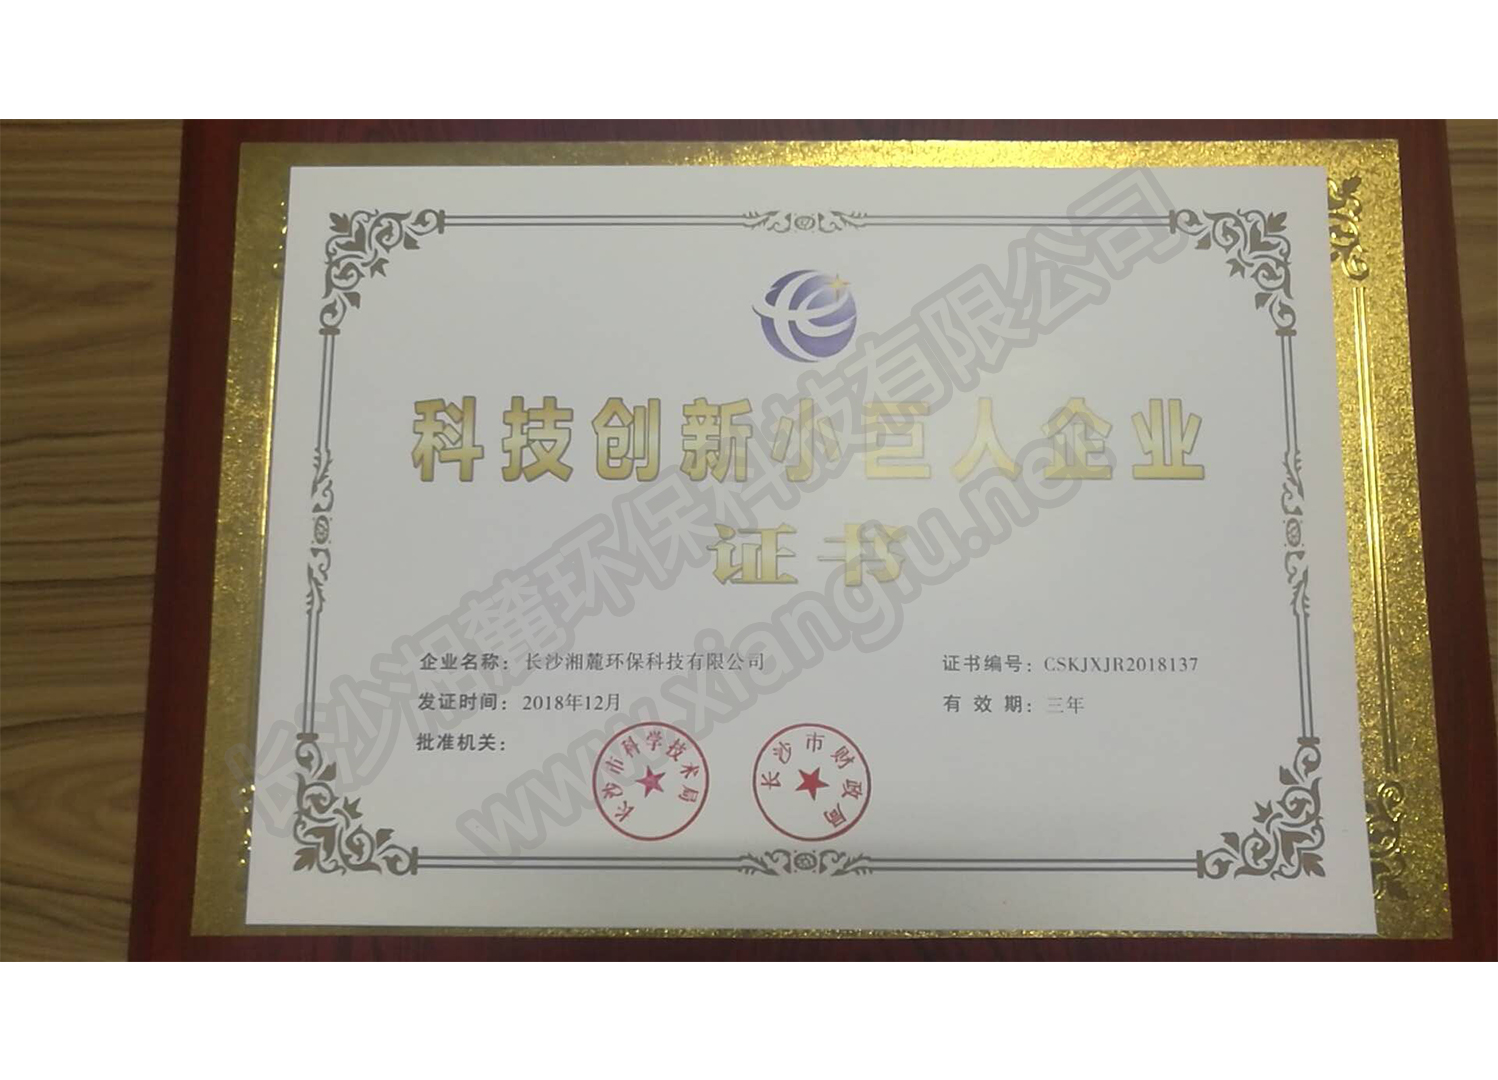 科技创新小巨人企业
证书
企业名称：长沙湘麓环保科技有限公司
证书编号：CSKJXJR2018137
发证时间：2018年12月
有 效 期：三年
批准机关：
长沙市科学技术局
长沙市财政局
长沙湘麓环保科技有限公司
www.xianglu.net